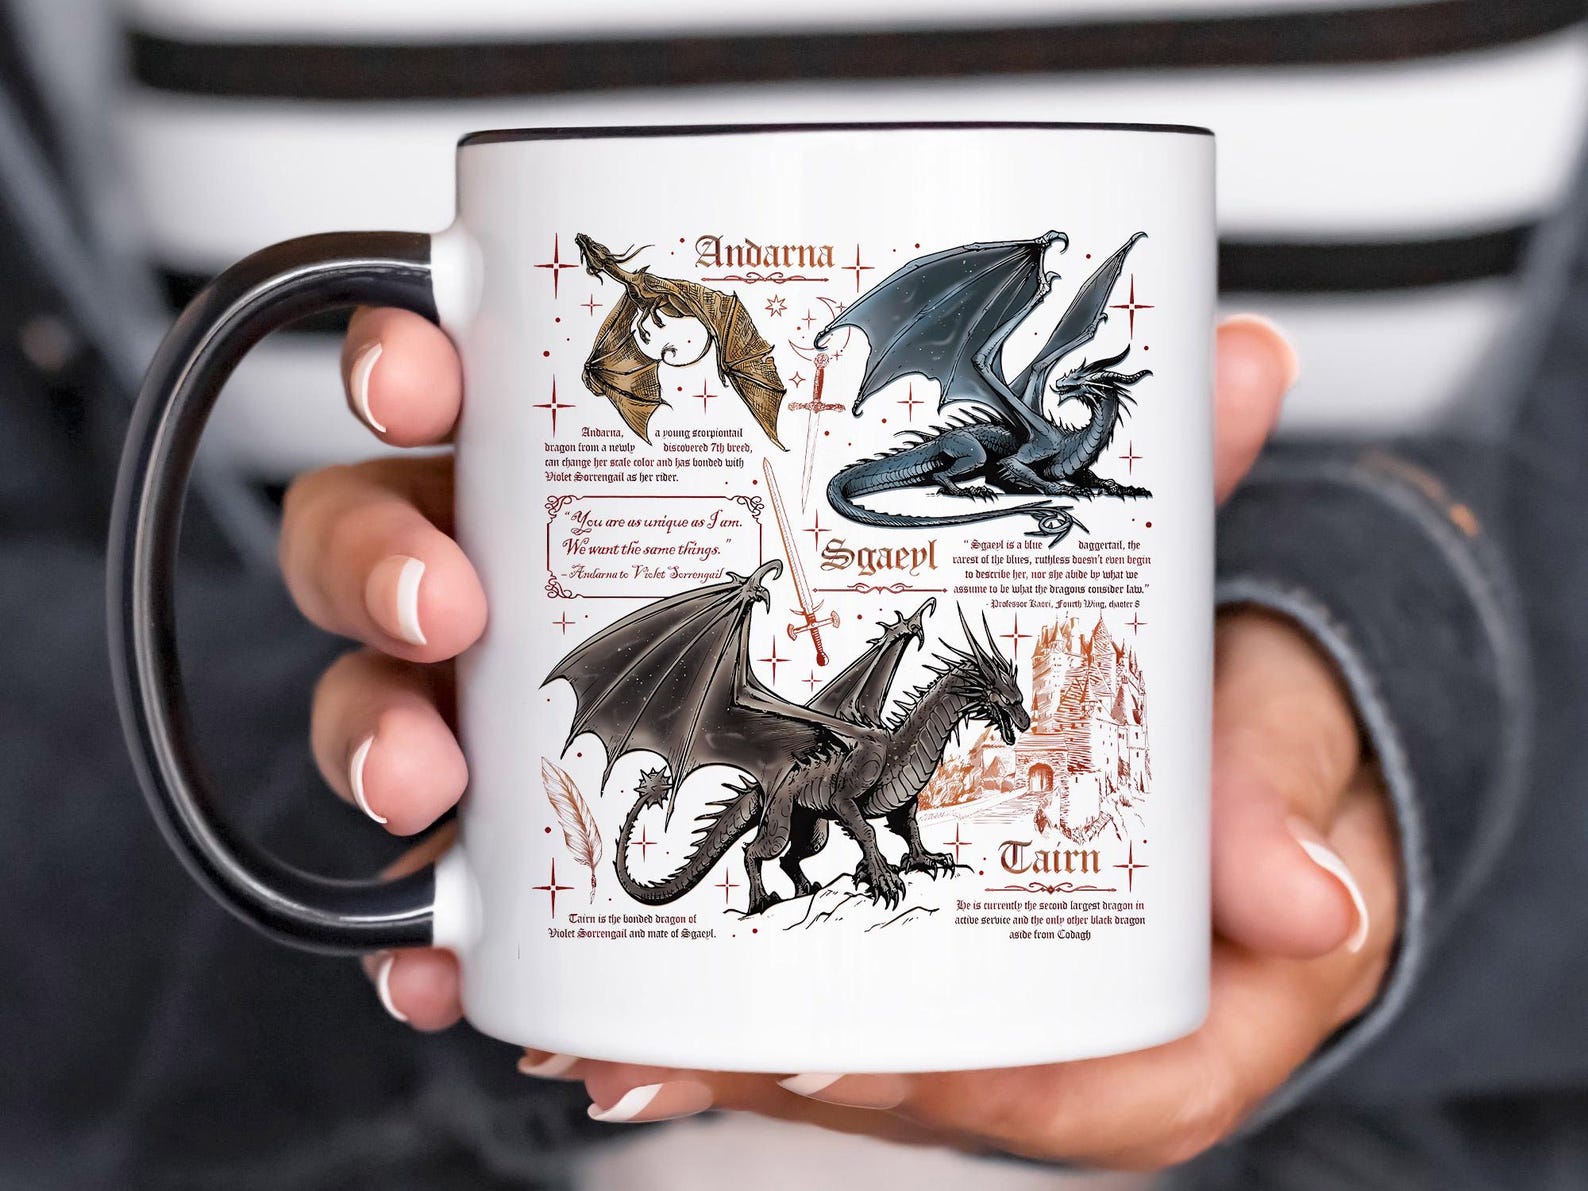 Andarna
Andarna, a young scorpiontail
dragon from a newly discovered 7th breed,
can change her scale color and has bonded with
Violet Sorrengail as her rider.
“You are as unique as I am.
We want the same things.”
- Andarna to Violet Sorrengail
Sgaeyl
“Sgaeyl is a blue daggertail, the
rarest of the blues, ruthless doesn't even begin
to describe her, nor she abide by what we
assume to be what the dragons consider law.”
- Professor Kaori, Fourth Wing, chaoter 8
Tairn
Tairn is the bonded dragon of
Violet Sorrengail and mate of Sgaeyl.
He is currently the second largest dragon in
active service and the only other black dragon
aside from Codagh